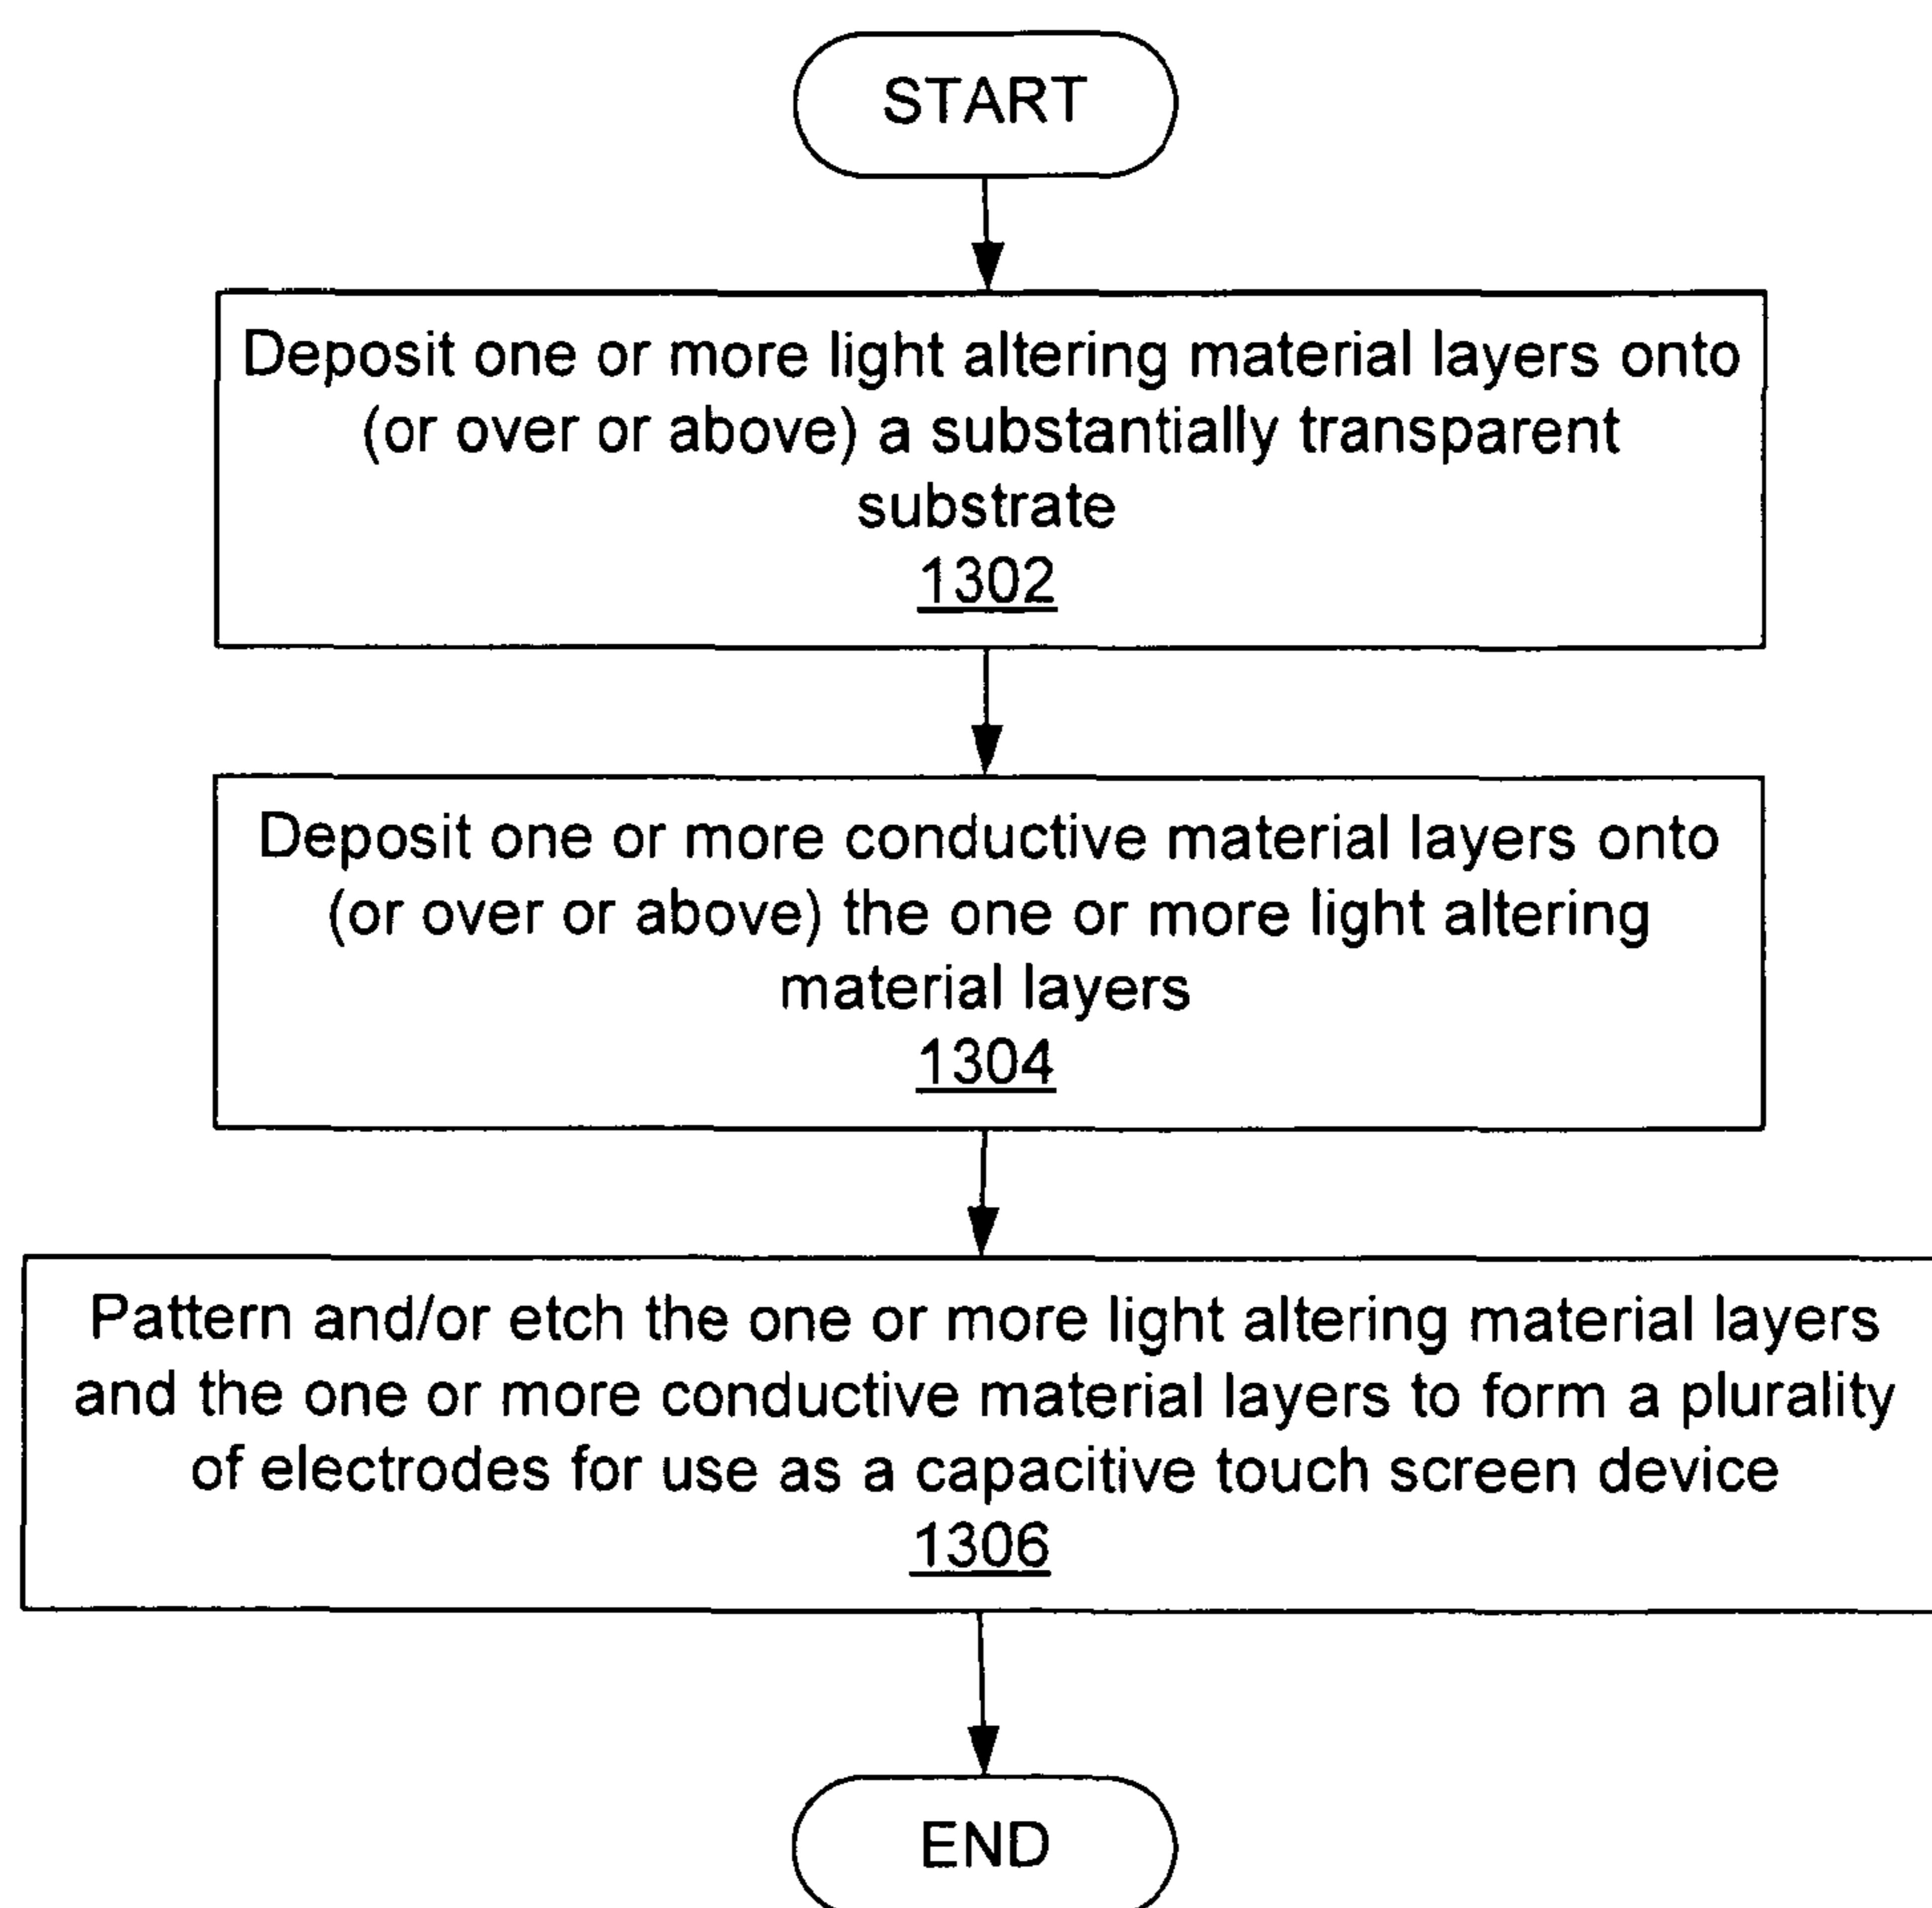 START
Deposit one or more light altering material layers onto
(or over or above) a substantially transparent
substrate
1302
Deposit one or more conductive material layers onto
(or over or above) the one or more light altering
material layers
1304
Pattern and/or etch the one or more light altering material layers
and the one or more conductive material layers to form a plurality
of electrodes for use as a capacitive touch screen device
1306
END